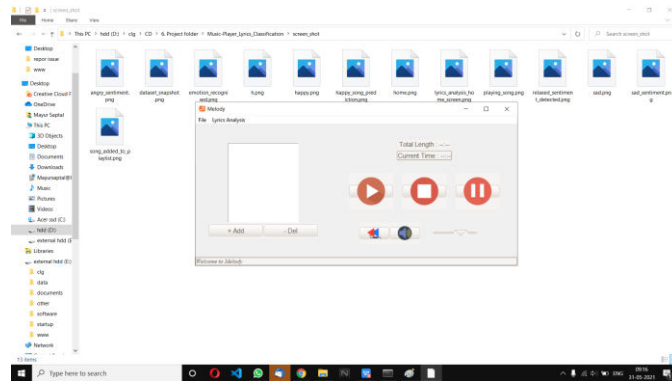 screen_shot
File Home Share View
This PC > hdd (D:) > clg > CD > 6. Project folder > Music-Player_Lyrics_Classification > screen_shot
Search screen_shot
Desktop
repor issue
www
Desktop
Creative Cloud F
OneDrive
Mayur Saptal
This PC
3D Objects
Desktop
Documents
Downloads
Music
Pictures
Videos
Acer ssd (C:)
hdd (D:)
external hdd (E
Libraries
external hdd (E:)
clg
data
documents
other
software
startup
www
Network
13 items
angry_sentiment.png
dataset_snapshot.png
emotion_recogni
h.png
happy.png
happy_song_pred
iction.png
home.png
lyrics_analysis_ho
me_screen.png
playing_song.png
relaxed_sentimen
t_detected.png
sad.png
sad_sentiment.pn
g
song_added_to_p
laylist.png
Melody
File Lyrics Analysis
Total Length : --:--
Current Time : --:--
+ Add - Del
Welcome to Melody
Type here to search
ENG
09:16
31-05-2021